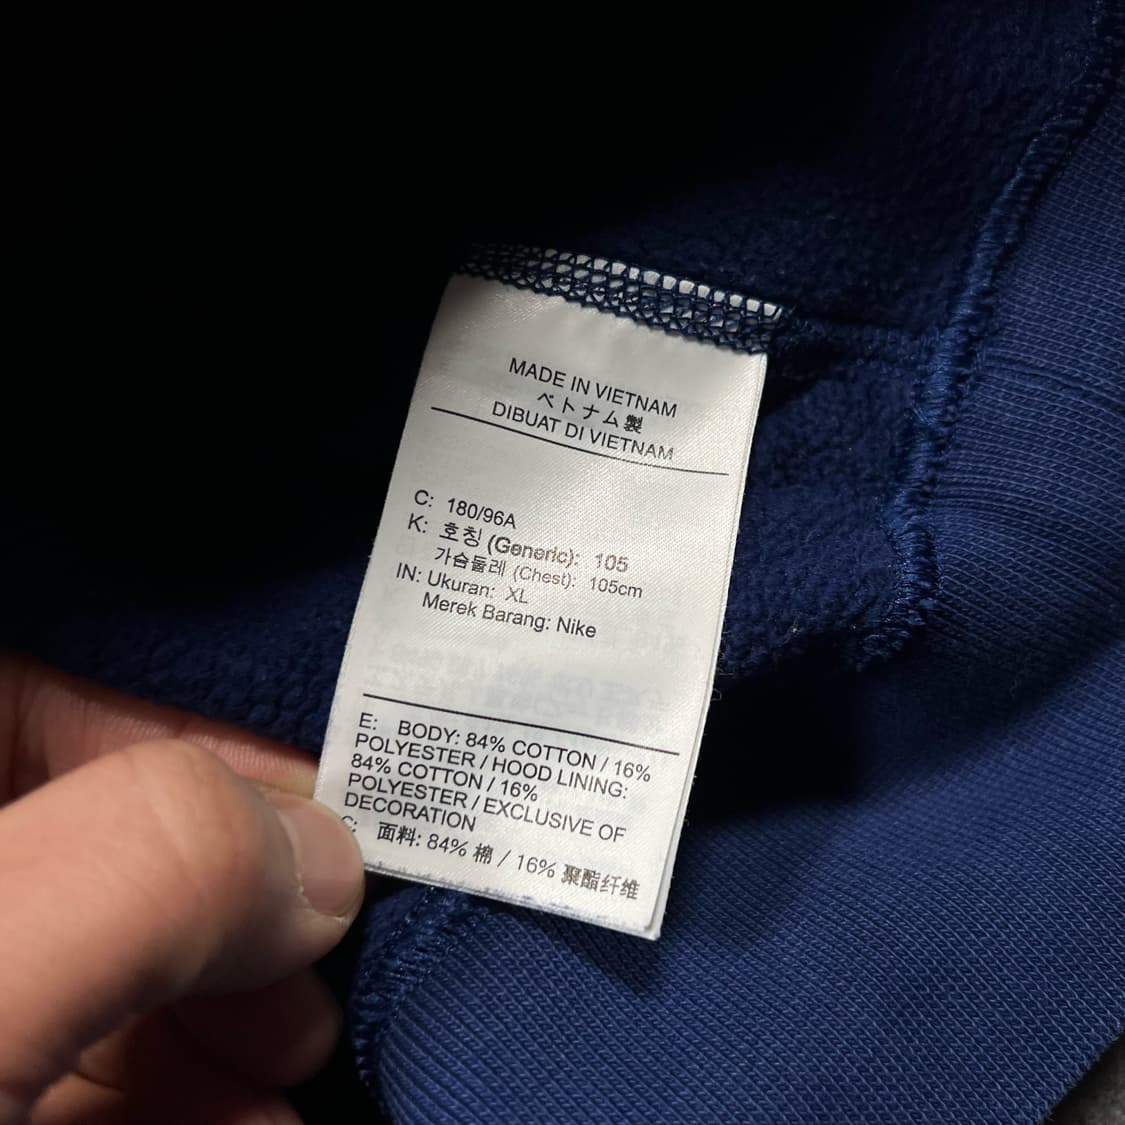 MADE IN VIETNAM
ベトナム製
DIBUAT DI VIETNAM
C: 180/96A
K: 호칭 (Generic): 105
가슴둘레 (Chest): 105cm
IN: Ukuran: XL
Merek Barang: Nike
E: BODY: 84% COTTON / 16%
POLYESTER / HOOD LINING:
84% COTTON / 16%
POLYESTER / EXCLUSIVE OF
DECORATION
C: 面料: 84% 棉 / 16% 聚酯纤维